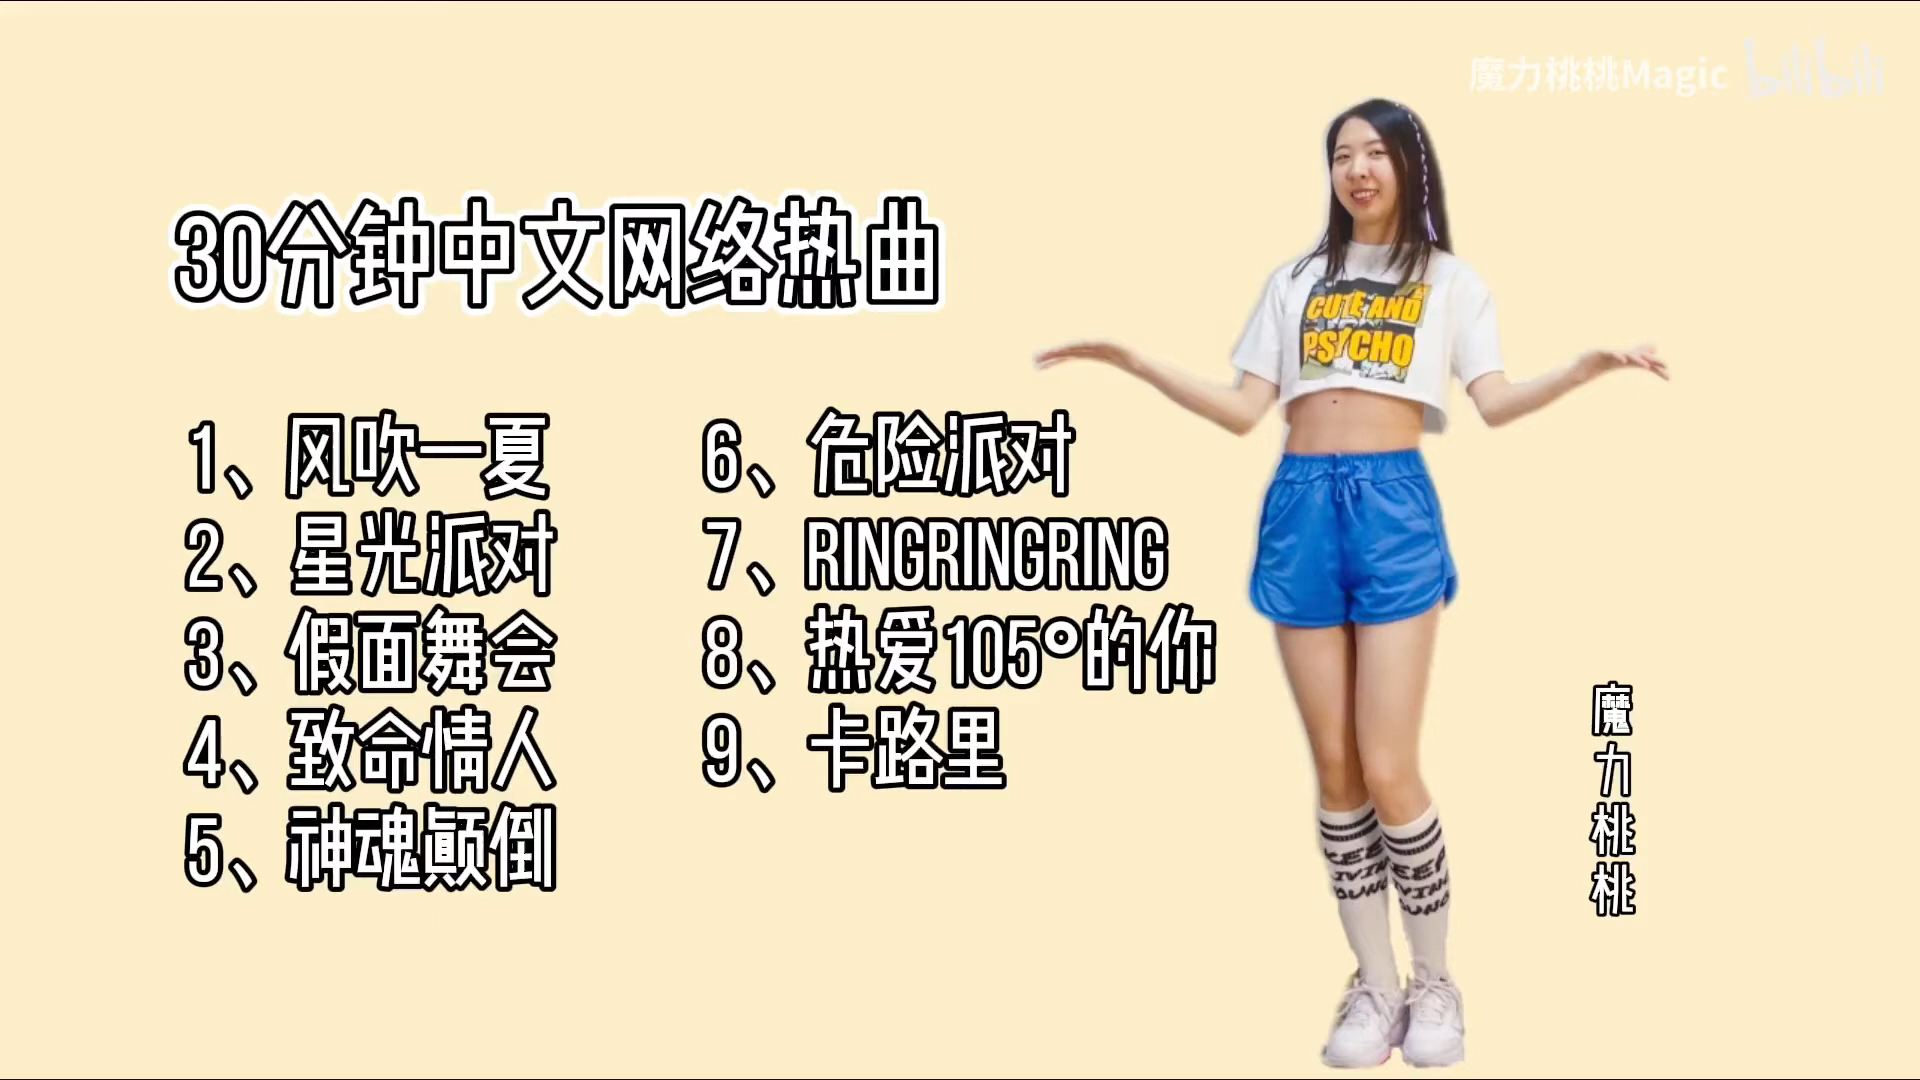 魔力桃桃Magic bilibili
30分钟中文网络热曲
1、风吹一夏
2、星光派对
3、假面舞会
4、致命情人
5、神魂颠倒
6、危险派对
7、RINGRINGRING
8、热爱105°的你
9、卡路里
CUTE AND
PSYCHO
魔力桃桃
KEEP
LIVING
YOUNG